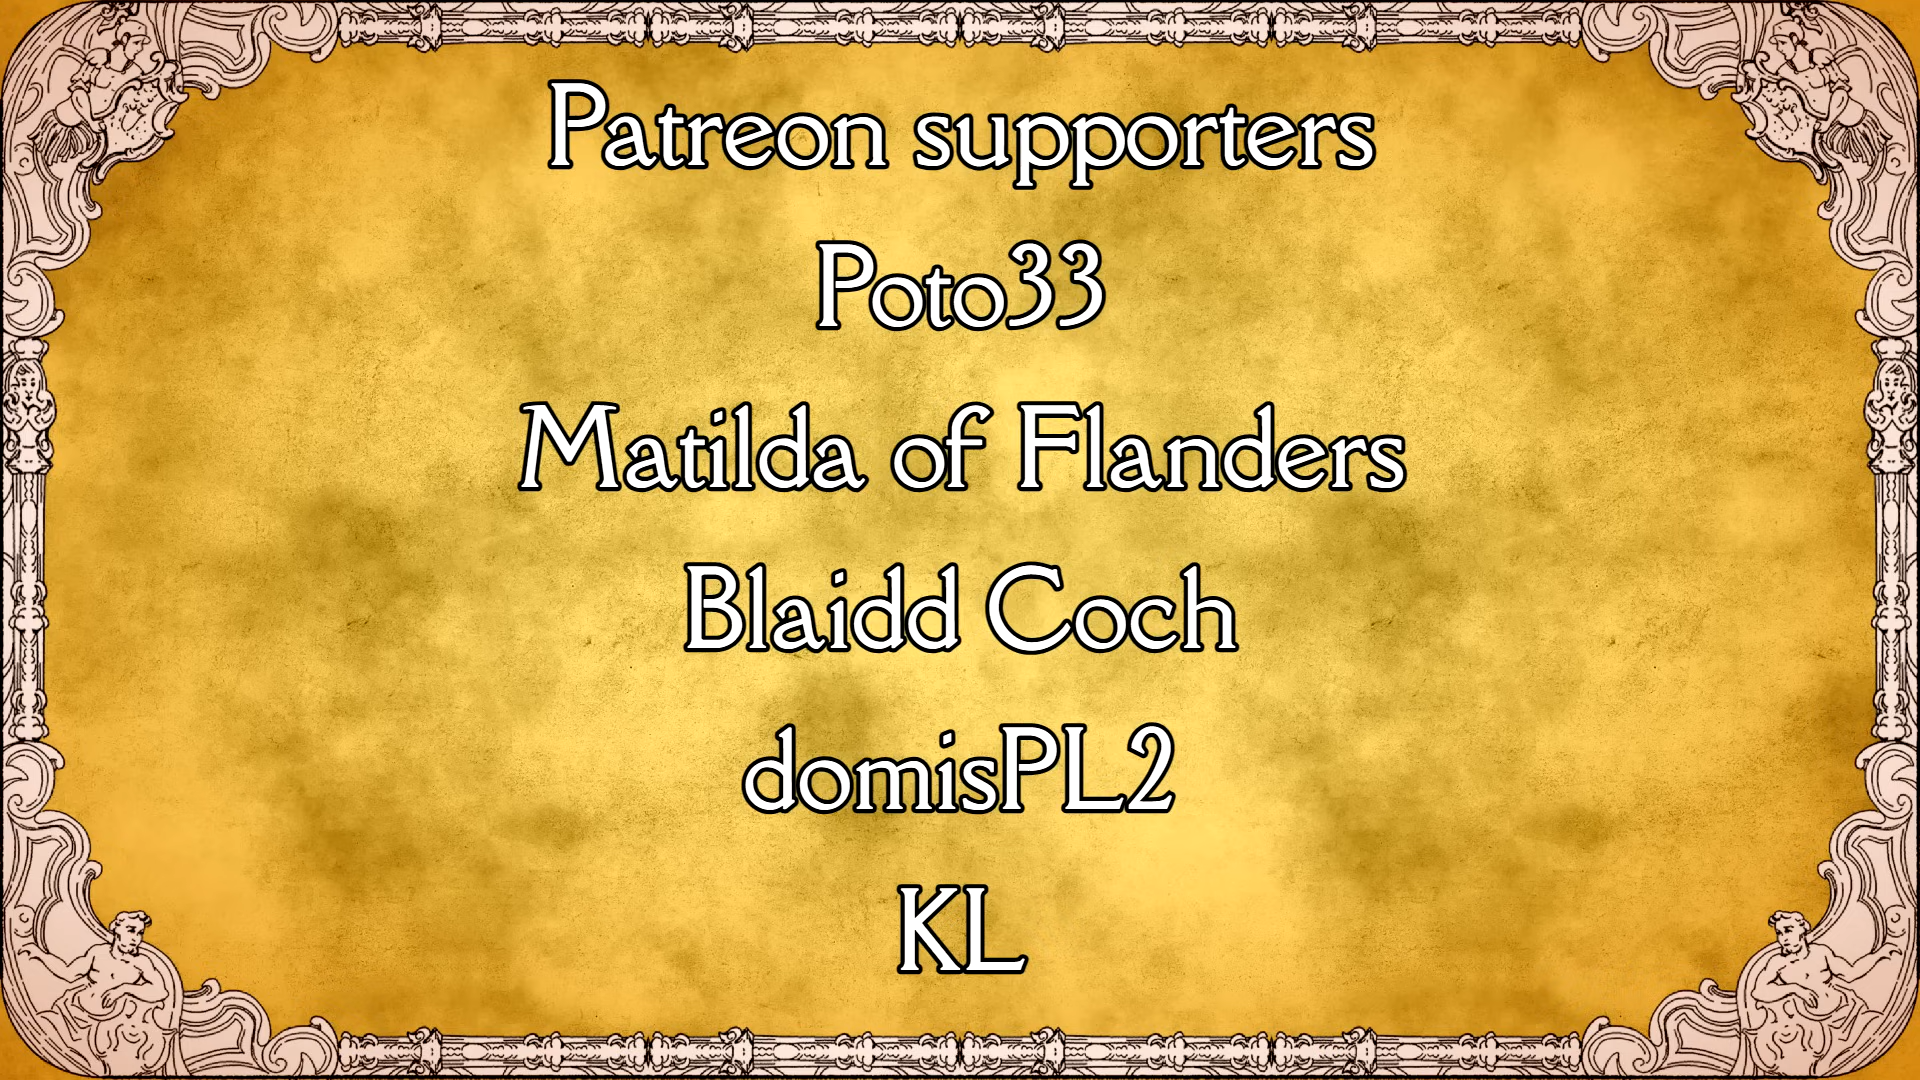 Patreon supporters
Poto33
Matilda of Flanders
Blaidd Coch
domisPL2
KL